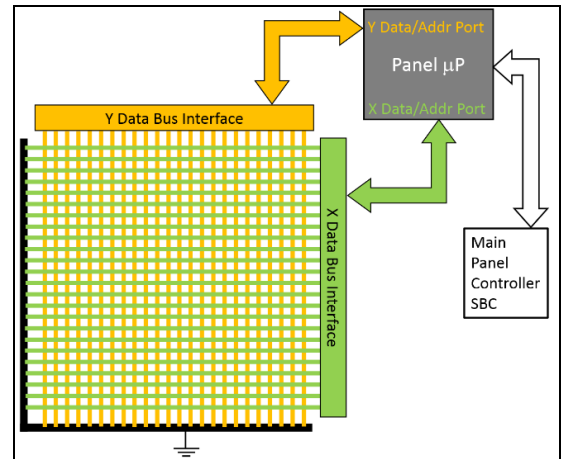 Y Data/Addr Port
Panel μP
X Data/Addr Port
Y Data Bus Interface
X Data Bus Interface
Main
Panel
Controller
SBC